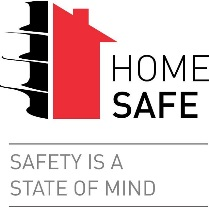 HOME
SAFE
SAFETY IS A
STATE OF MIND